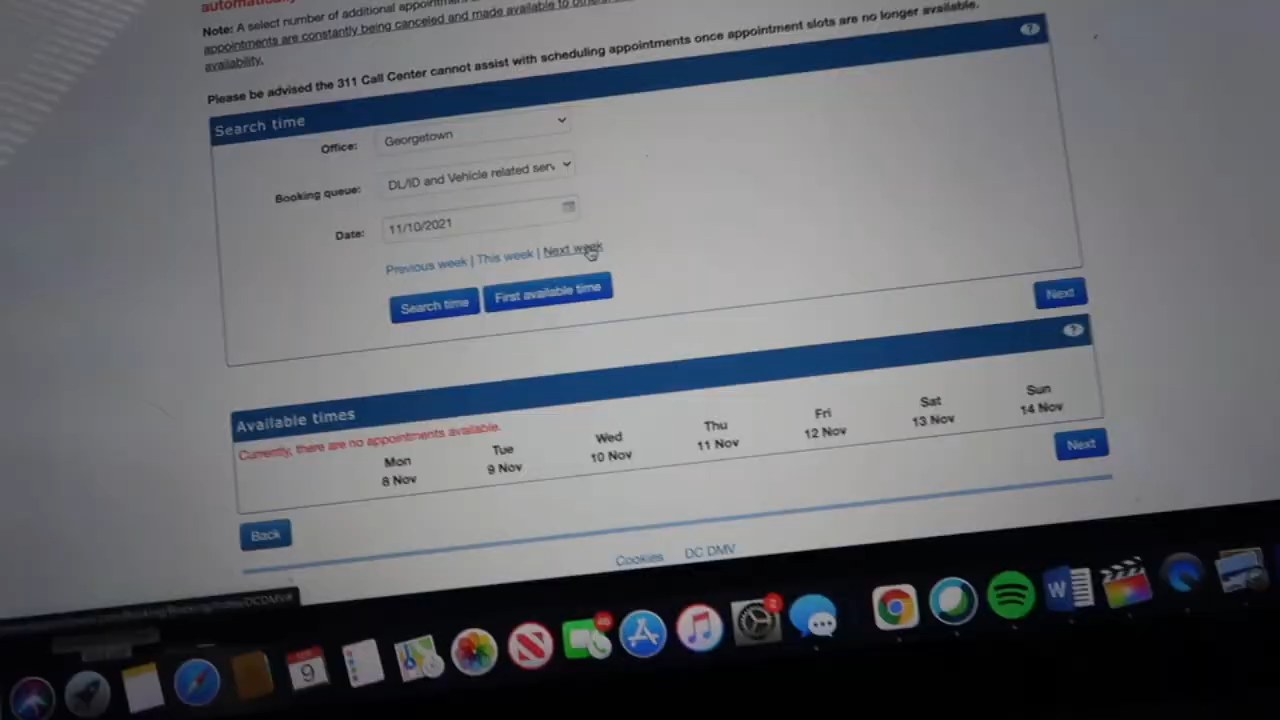 automatically
Note: A select number of additional appointment
appointments are constantly being canceled and made available to
availability.
Please be advised the 311 Call Center cannot assist with scheduling appointments once appointment slots are no longer available.
?
Search time
Office:
Georgetown
Booking queue:
DL/ID and Vehicle related serv
Date:
11/10/2021
Previous week | This week | Next week
Search time
First available time
Next
?
Available times
Currently, there are no appointments available.
Mon
8 Nov
Tue
9 Nov
Wed
10 Nov
Thu
11 Nov
Fri
12 Nov
Sat
13 Nov
Sun
14 Nov
Next
Back
Cookies
DC DMV
9
W